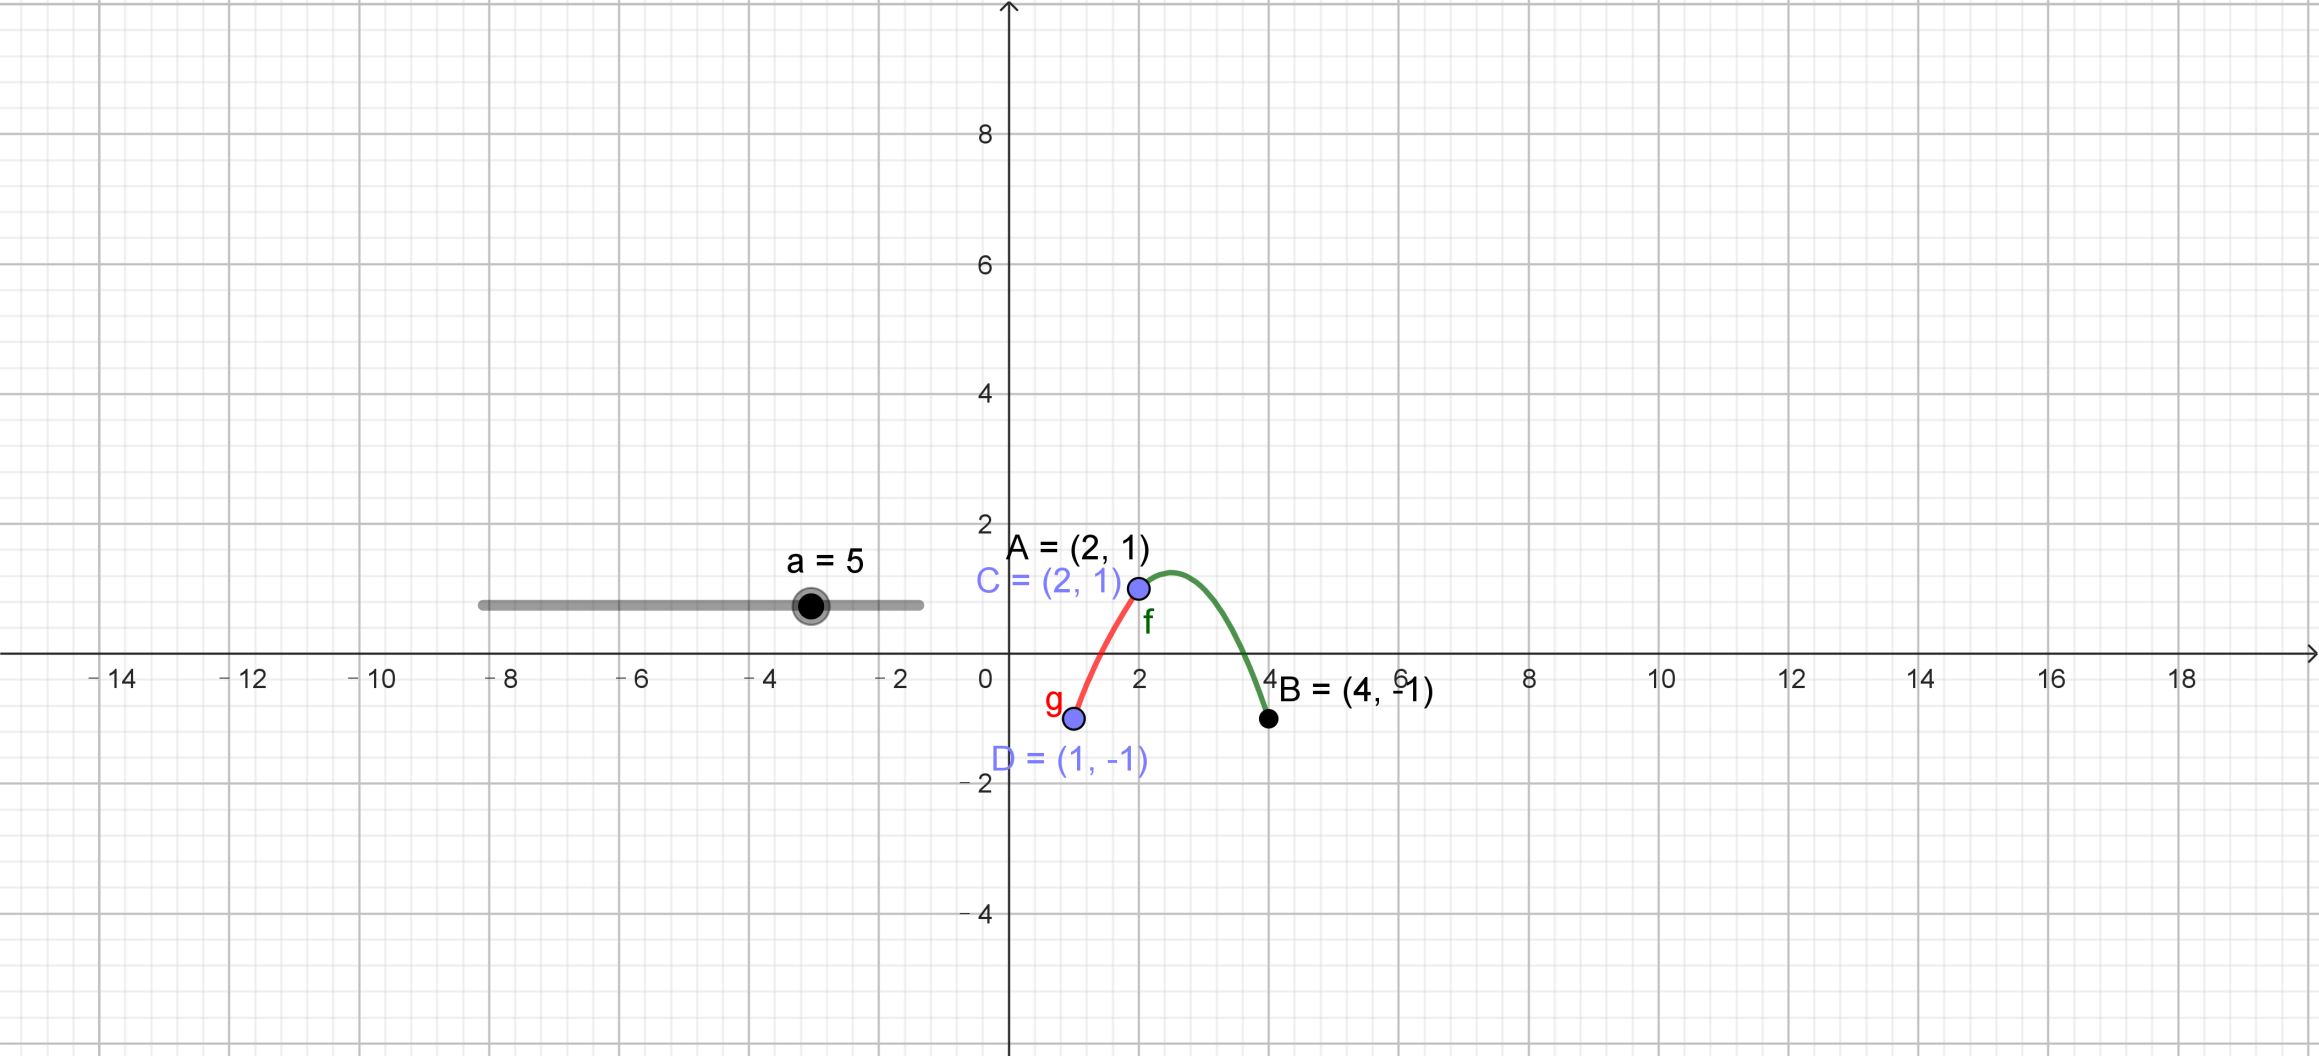 8
6
4
2
a = 5
A = (2, 1)
C = (2, 1)
f
– 14 – 12 – 10 – 8 – 6 – 4 – 2 0 2 4 6 8 10 12 14 16 18
B = (4, -1)
g
D = (1, -1)
– 2
– 4